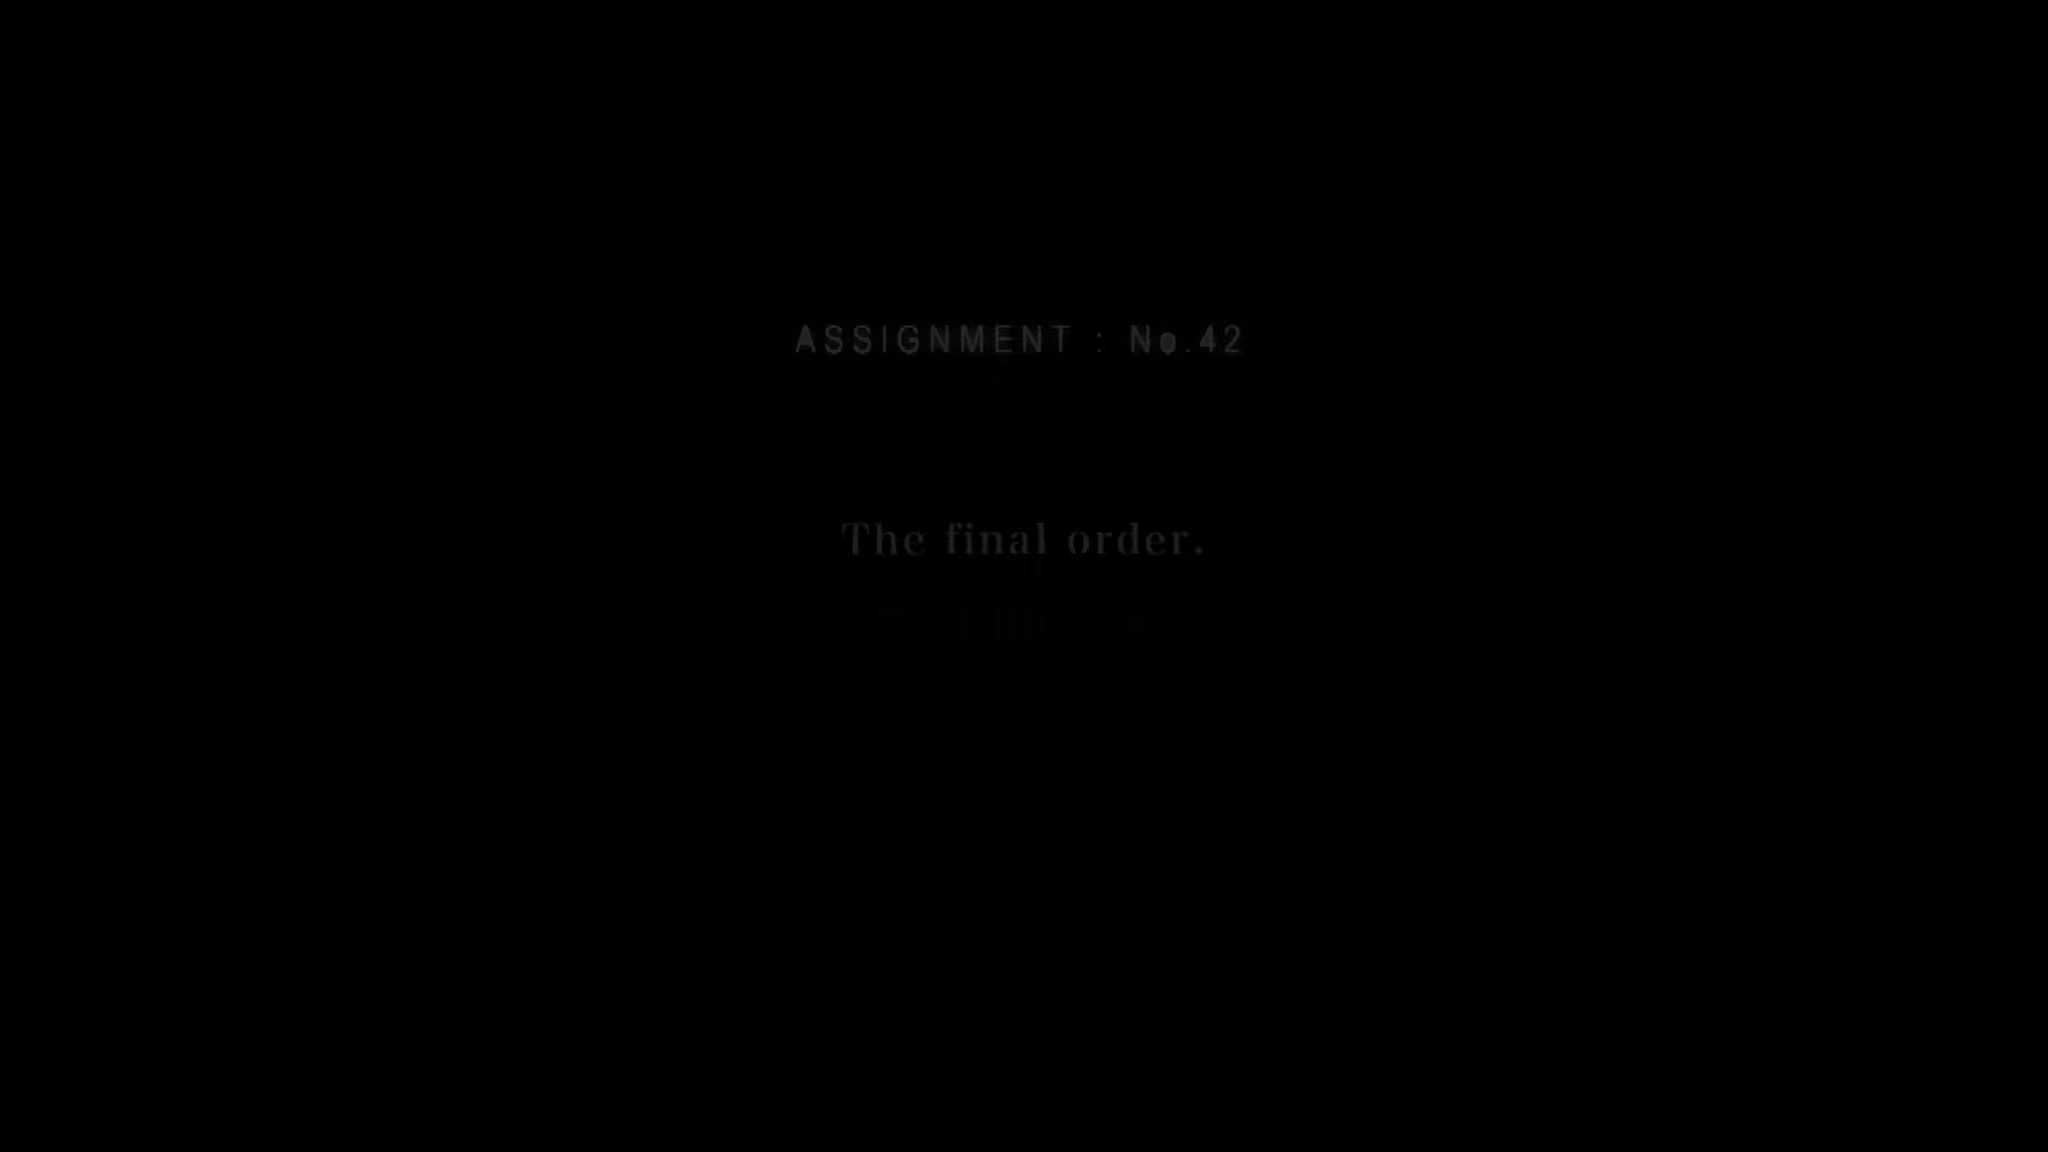 ASSIGNMENT : No.42
The final order.